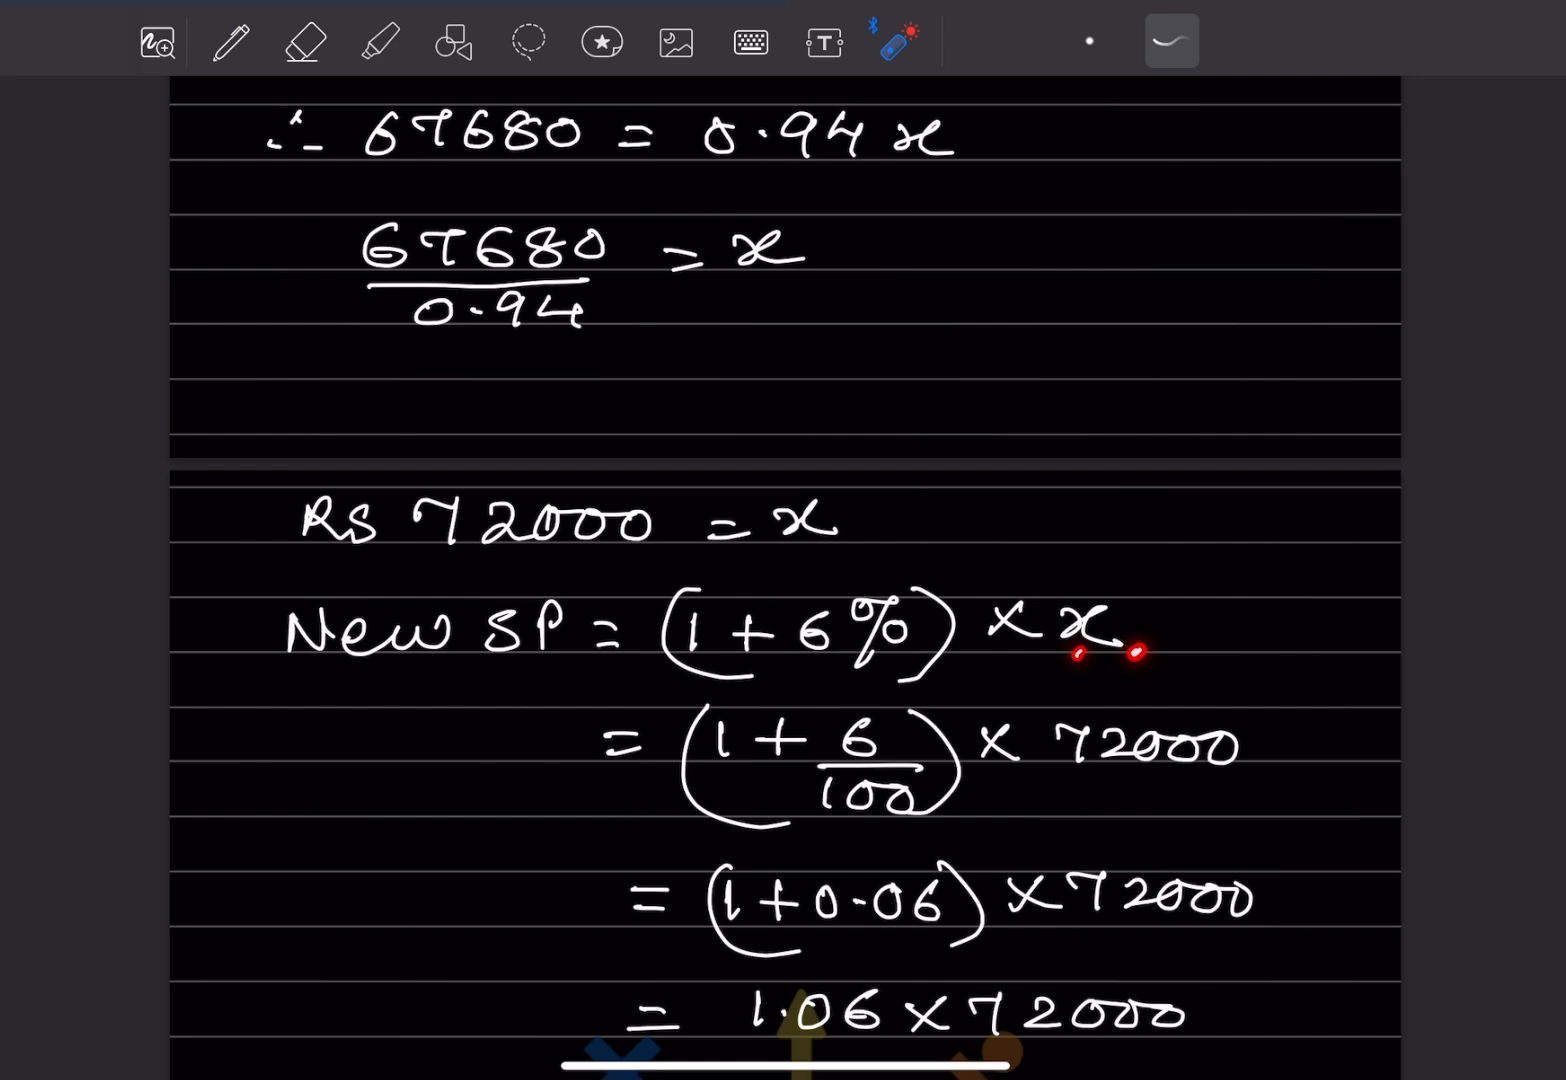 ∴ 67680 = 0.94 x
67680 / 0.94 = x
Rs 72000 = x
New SP = (1 + 6%) × x.
= (1 + 6/100) × 72000
= (1 + 0.06) × 72000
= 1.06 × 72000